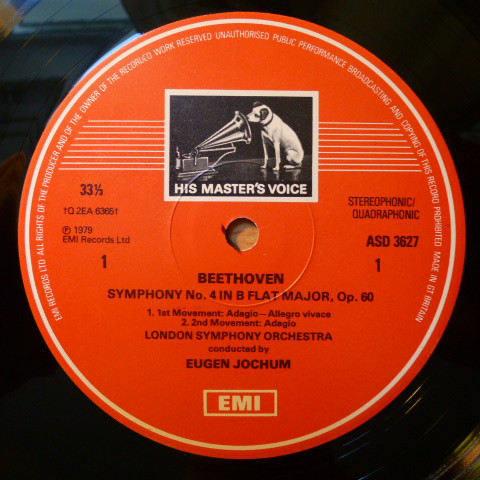 EMI RECORDS LTD ALL RIGHTS OF THE PRODUCER AND OF THE OWNER OF THE RECORDED WORK RESERVED UNAUTHORISED PUBLIC PERFORMANCE BROADCASTING AND COPYING OF THIS RECORD PROHIBITED MADE IN GT BRITAIN
HIS MASTER'S VOICE
33⅓
†Q 2EA 6365†
Ⓟ 1979
EMI Records Ltd
1
STEREOPHONIC/
QUADRAPHONIC
ASD 3627
1
BEETHOVEN
SYMPHONY No. 4 IN B FLAT MAJOR, Op. 60
1. 1st Movement: Adagio—Allegro vivace
2. 2nd Movement: Adagio
LONDON SYMPHONY ORCHESTRA
conducted by
EUGEN JOCHUM
EMI